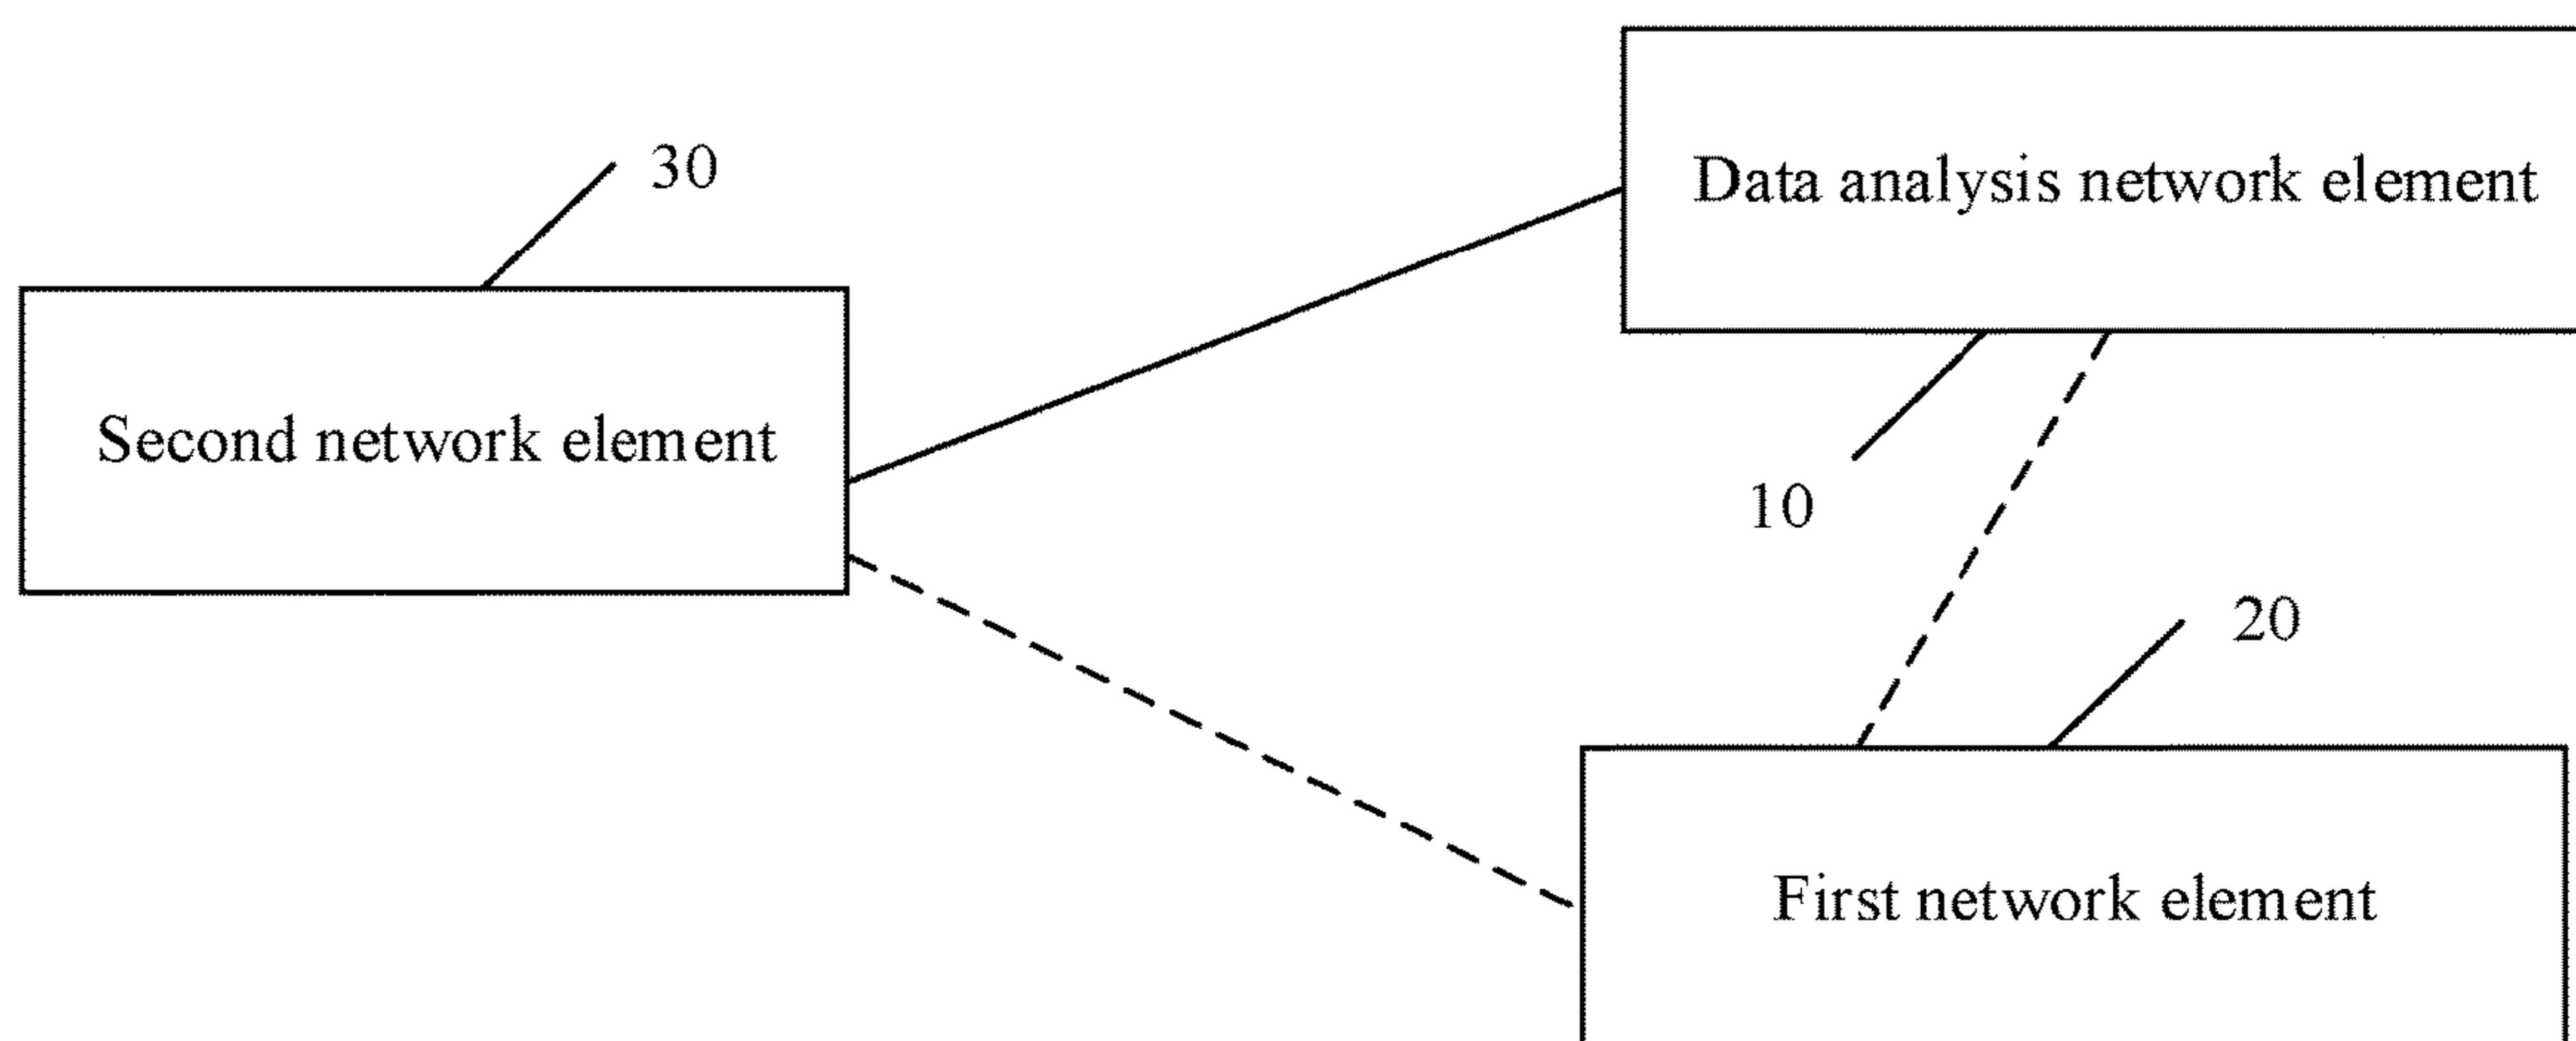 30
Data analysis network element
Second network element
10
20
First network element